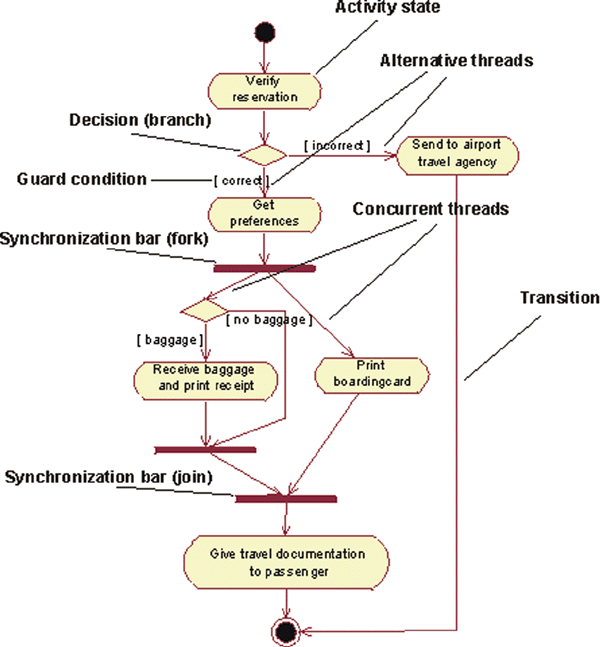 Activity state
Alternative threads
Verify
reservation
Decision (branch)
[ incorrect ]
Send to airport
travel agency
Guard condition
[ correct ]
Get
preferences
Concurrent threads
Synchronization bar (fork)
Transition
[ no baggage ]
[ baggage ]
Receive baggage
and print receipt
Print
boardingcard
Synchronization bar (join)
Give travel documentation
to passenger